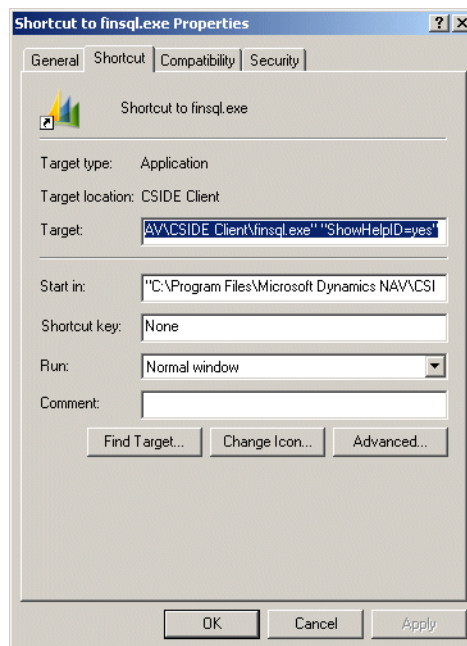 Shortcut to finsql.exe Properties
General Shortcut Compatibility Security
Shortcut to finsql.exe
Target type: Application
Target location: CSIDE Client
Target: AV\CSIDE Client\finsql.exe" "ShowHelpID=yes"
Start in: "C:\Program Files\Microsoft Dynamics NAV\CSI
Shortcut key: None
Run: Normal window
Comment:
Find Target... Change Icon... Advanced...
OK Cancel Apply